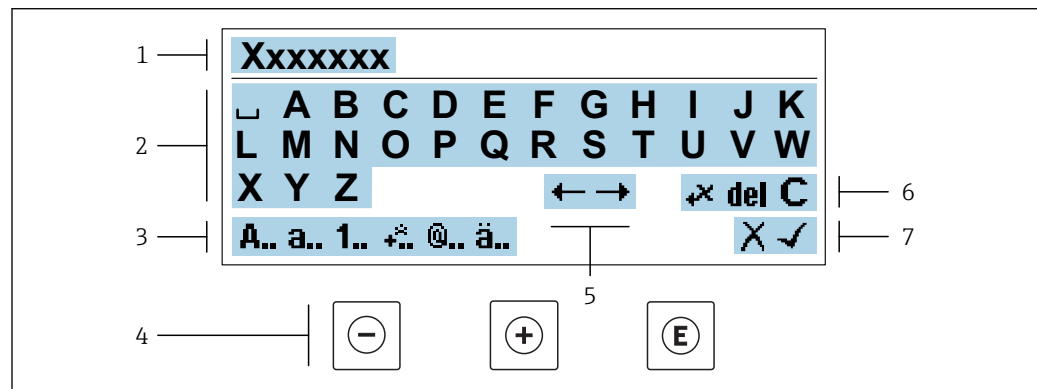 1 Xxxxxxx
␣ A B C D E F G H I J K
2 L M N O P Q R S T U V W
X Y Z ← → +× del C 6
3 A.. a.. 1.. +×.. @.. ä.. X ✓ 7
5
4 − + E